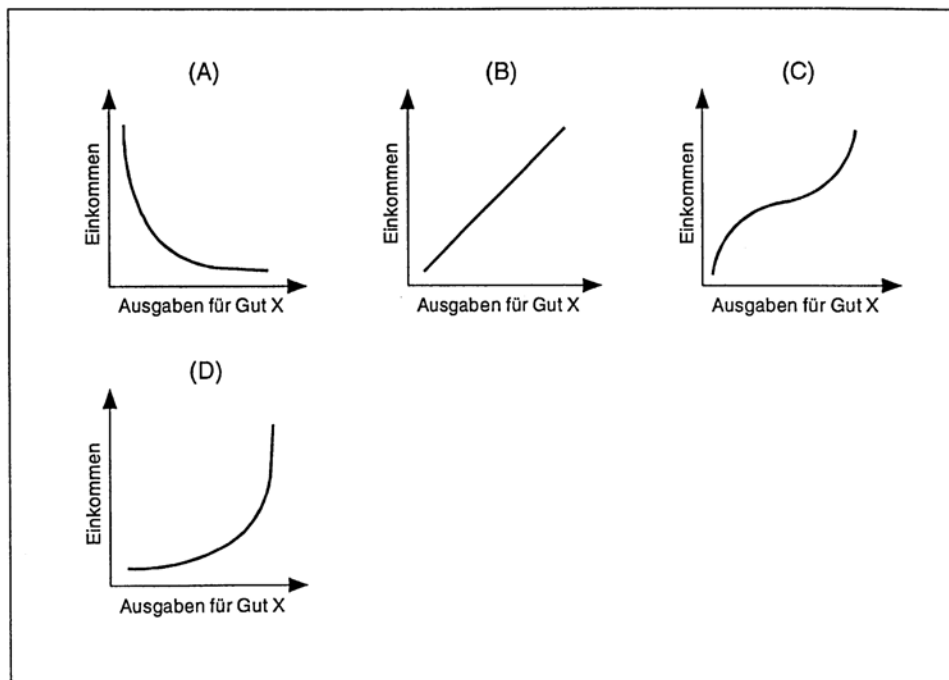 (A)
(B)
(C)
Einkommen
Einkommen
Einkommen
Ausgaben für Gut X
Ausgaben für Gut X
Ausgaben für Gut X
(D)
Einkommen
Ausgaben für Gut X